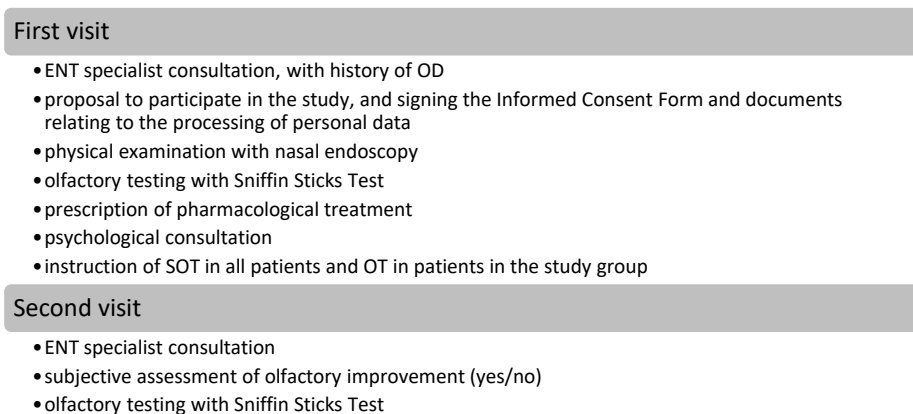 First visit
•ENT specialist consultation, with history of OD
•proposal to participate in the study, and signing the Informed Consent Form and documents
relating to the processing of personal data
•physical examination with nasal endoscopy
•olfactory testing with Sniffin Sticks Test
•prescription of pharmacological treatment
•psychological consultation
•instruction of SOT in all patients and OT in patients in the study group
Second visit
•ENT specialist consultation
•subjective assessment of olfactory improvement (yes/no)
•olfactory testing with Sniffin Sticks Test